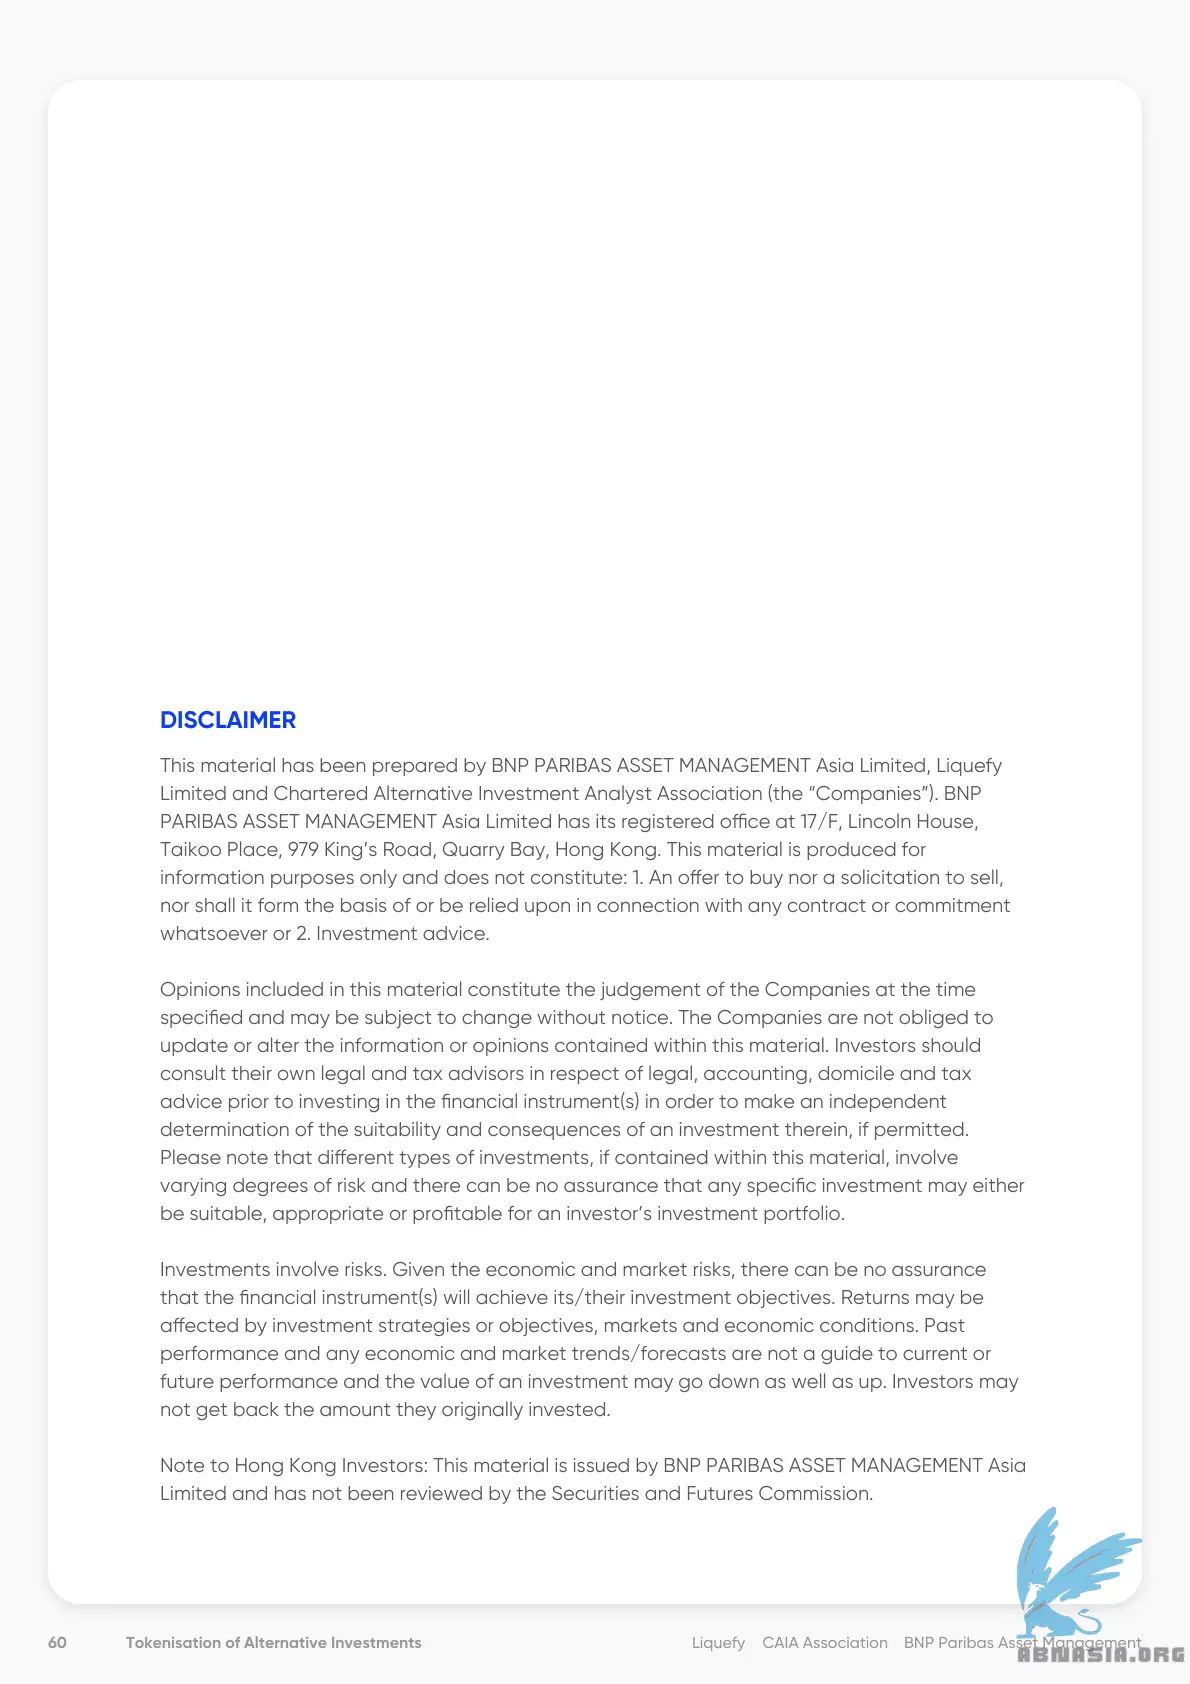 DISCLAIMER
This material has been prepared by BNP PARIBAS ASSET MANAGEMENT Asia Limited, Liquefy
Limited and Chartered Alternative Investment Analyst Association (the “Companies”). BNP
PARIBAS ASSET MANAGEMENT Asia Limited has its registered office at 17/F, Lincoln House,
Taikoo Place, 979 King’s Road, Quarry Bay, Hong Kong. This material is produced for
information purposes only and does not constitute: 1. An offer to buy nor a solicitation to sell,
nor shall it form the basis of or be relied upon in connection with any contract or commitment
whatsoever or 2. Investment advice.
Opinions included in this material constitute the judgement of the Companies at the time
specified and may be subject to change without notice. The Companies are not obliged to
update or alter the information or opinions contained within this material. Investors should
consult their own legal and tax advisors in respect of legal, accounting, domicile and tax
advice prior to investing in the financial instrument(s) in order to make an independent
determination of the suitability and consequences of an investment therein, if permitted.
Please note that different types of investments, if contained within this material, involve
varying degrees of risk and there can be no assurance that any specific investment may either
be suitable, appropriate or profitable for an investor’s investment portfolio.
Investments involve risks. Given the economic and market risks, there can be no assurance
that the financial instrument(s) will achieve its/their investment objectives. Returns may be
affected by investment strategies or objectives, markets and economic conditions. Past
performance and any economic and market trends/forecasts are not a guide to current or
future performance and the value of an investment may go down as well as up. Investors may
not get back the amount they originally invested.
Note to Hong Kong Investors: This material is issued by BNP PARIBAS ASSET MANAGEMENT Asia
Limited and has not been reviewed by the Securities and Futures Commission.
60 Tokenisation of Alternative Investments Liquefy CAIA Association BNP Paribas Asset Management
ABMASIA.ORG